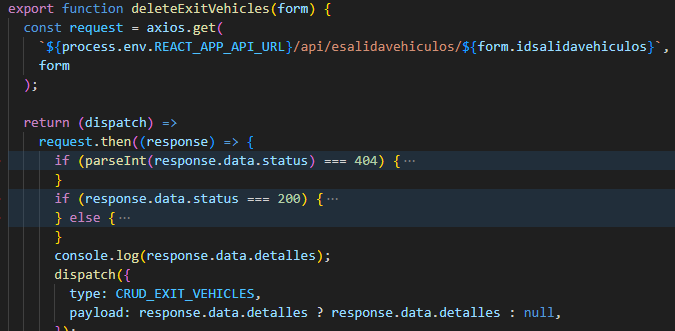 export function deleteExitVehicles(form) {
const request = axios.get(
`${process.env.REACT_APP_API_URL}/api/esalidavehiculos/${form.idsalidavehiculos}`,
form
);
return (dispatch) =>
request.then((response) => {
if (parseInt(response.data.status) === 404) {⋯
}
if (response.data.status === 200) {⋯
} else {⋯
}
console.log(response.data.detalles);
dispatch({
type: CRUD_EXIT_VEHICLES,
payload: response.data.detalles ? response.data.detalles : null,
});